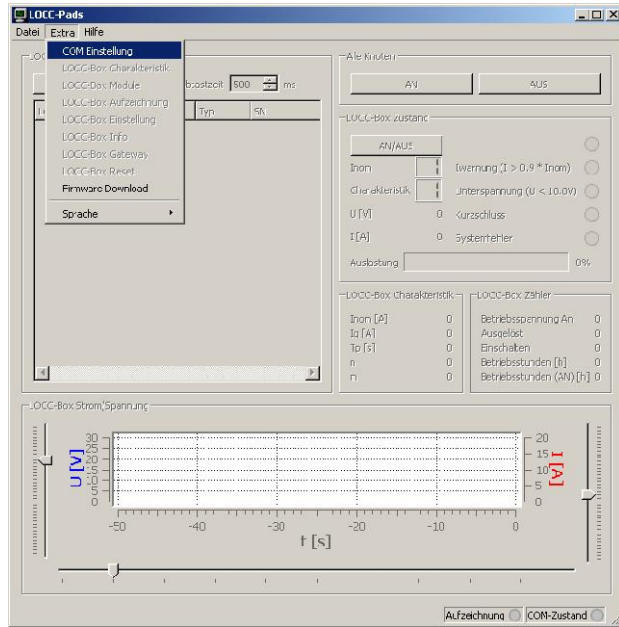 LOCC-Pads
Datei Extra Hilfe
COM Einstellung
LOCC-Box Charakteristik
LOCC-Box Module
LOCC-Box Aufzeichnung
LOCC-Box Einstellung
LOCC-Box Info
LOCC-Box Gateway
LOCC-Box Reset
Firmware Download
Sprache
500 ms
Typ SN
Alle Knoten
AN AUS
LOCC-Box Zustand
AN/AUS
Inom
(I > 0.9 * Inom)
Charakteristik Unterspannung (U < 10.0V)
U [V] 0 Kurzschluss
I [A] 0 Systemfehler
Auslastung 0%
LOCC-Box Charakteristik
Inom [A] 0
Iq [A] 0
Tp [s] 0
n 0
m 0
LOCC-Box Zähler
Betriebsspannung An 0
Ausgelöst 0
Einschalten 0
Betriebsstunden [h] 0
Betriebsstunden (AN) [h] 0
LOCC-Box Strom/Spannung
U [V]
30
25
20
15
10
5
0
20
15
10
5
0
I [A]
-50 -40 -30 -20 -10 0
t [s]
Aufzeichnung COM-Zustand